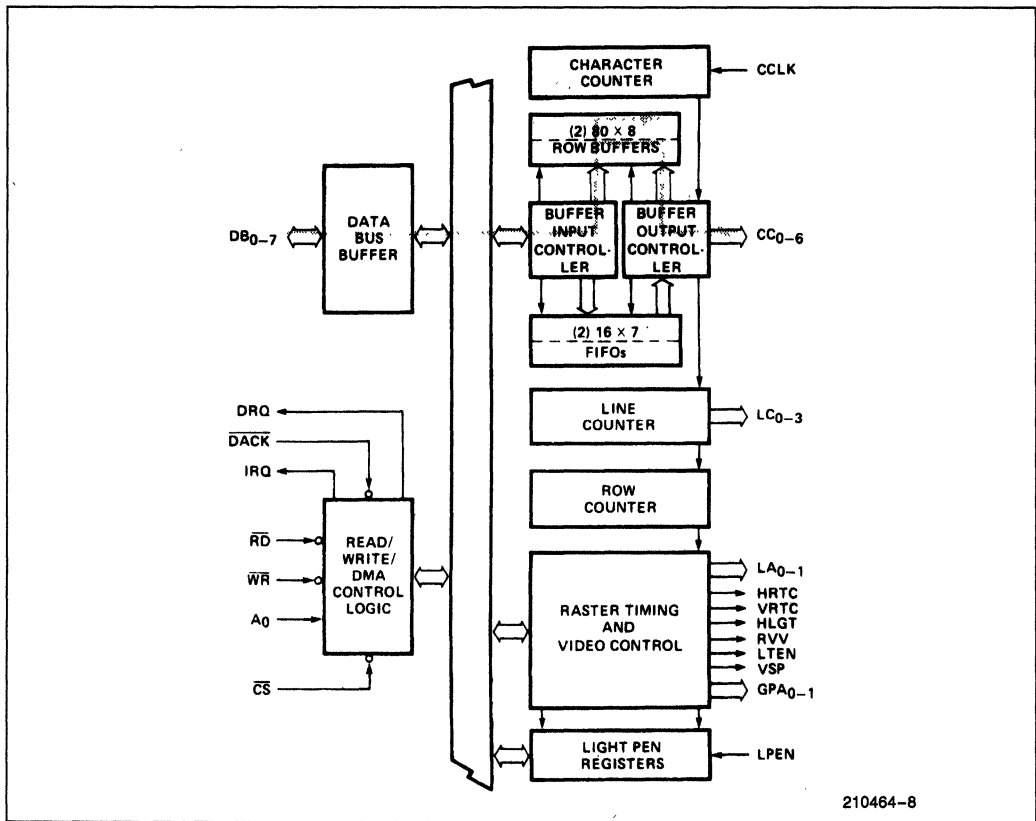 CHARACTER
COUNTER
CCLK
(2) 80 × 8
ROW BUFFERS
DATA
BUS
BUFFER
DB0–7
BUFFER
INPUT
CONTROL-
LER
BUFFER
OUTPUT
CONTROL-
LER
CC0–6
(2) 16 × 7
FIFOs
LINE
COUNTER
LC0–3
ROW
COUNTER
DRQ
DACK
IRQ
RD
WR
A0
CS
READ/
WRITE/
DMA
CONTROL
LOGIC
RASTER TIMING
AND
VIDEO CONTROL
LA0–1
HRTC
VRTC
HLGT
RVV
LTEN
VSP
GPA0–1
LIGHT PEN
REGISTERS
LPEN
210464–8